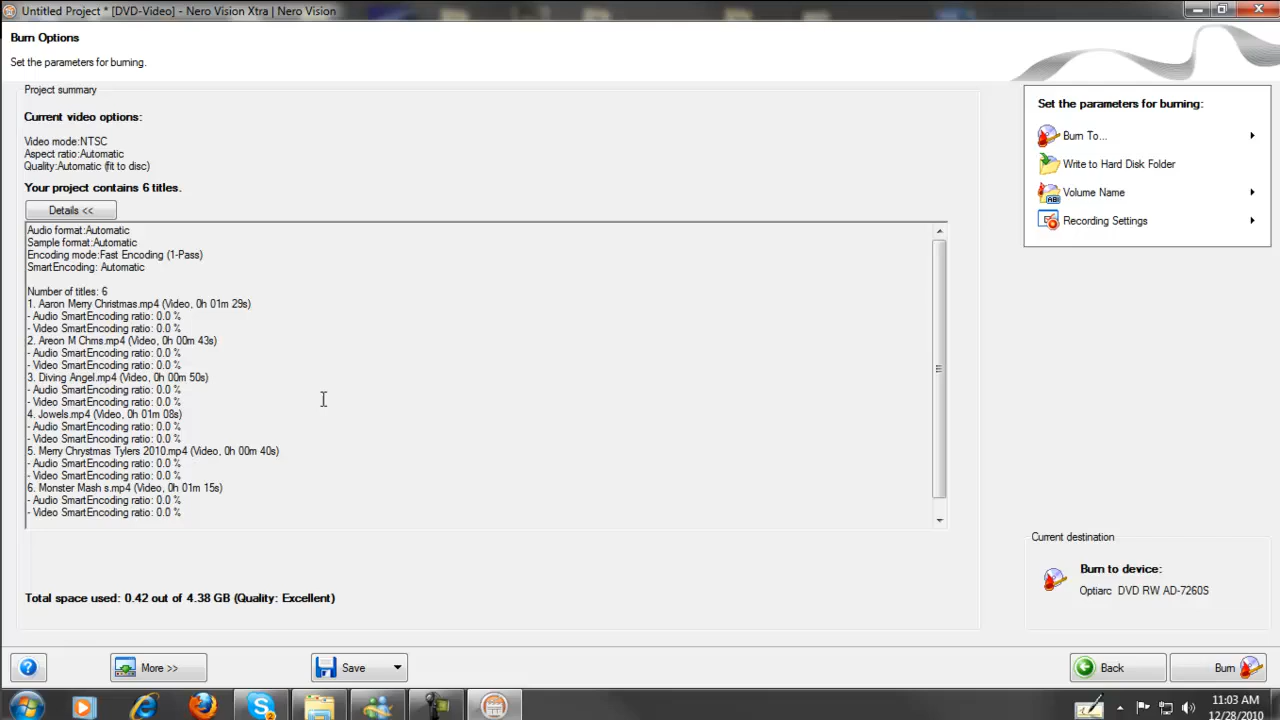 Untitled Project * [DVD-Video] - Nero Vision Xtra | Nero Vision
Burn Options
Set the parameters for burning.
Project summary
Current video options:
Video mode:NTSC
Aspect ratio:Automatic
Quality:Automatic (fit to disc)
Your project contains 6 titles.
Details <<
Audio format:Automatic
Sample format:Automatic
Encoding mode:Fast Encoding (1-Pass)
SmartEncoding: Automatic
Number of titles: 6
1. Aaron Merry Christmas.mp4 (Video, 0h 01m 29s)
- Audio SmartEncoding ratio: 0.0 %
- Video SmartEncoding ratio: 0.0 %
2. Areon M Chms.mp4 (Video, 0h 00m 43s)
- Audio SmartEncoding ratio: 0.0 %
- Video SmartEncoding ratio: 0.0 %
3. Diving Angel.mp4 (Video, 0h 00m 50s)
- Audio SmartEncoding ratio: 0.0 %
- Video SmartEncoding ratio: 0.0 %
4. Jowels.mp4 (Video, 0h 01m 08s)
- Audio SmartEncoding ratio: 0.0 %
- Video SmartEncoding ratio: 0.0 %
5. Merry Chrystmas Tylers 2010.mp4 (Video, 0h 00m 40s)
- Audio SmartEncoding ratio: 0.0 %
- Video SmartEncoding ratio: 0.0 %
6. Monster Mash s.mp4 (Video, 0h 01m 15s)
- Audio SmartEncoding ratio: 0.0 %
- Video SmartEncoding ratio: 0.0 %
Total space used: 0.42 out of 4.38 GB (Quality: Excellent)
Set the parameters for burning:
Burn To...
Write to Hard Disk Folder
Volume Name
Recording Settings
Current destination
Burn to device:
Optiarc DVD RW AD-7260S
More >>
Save
Back
Burn
11:03 AM
12/28/2010